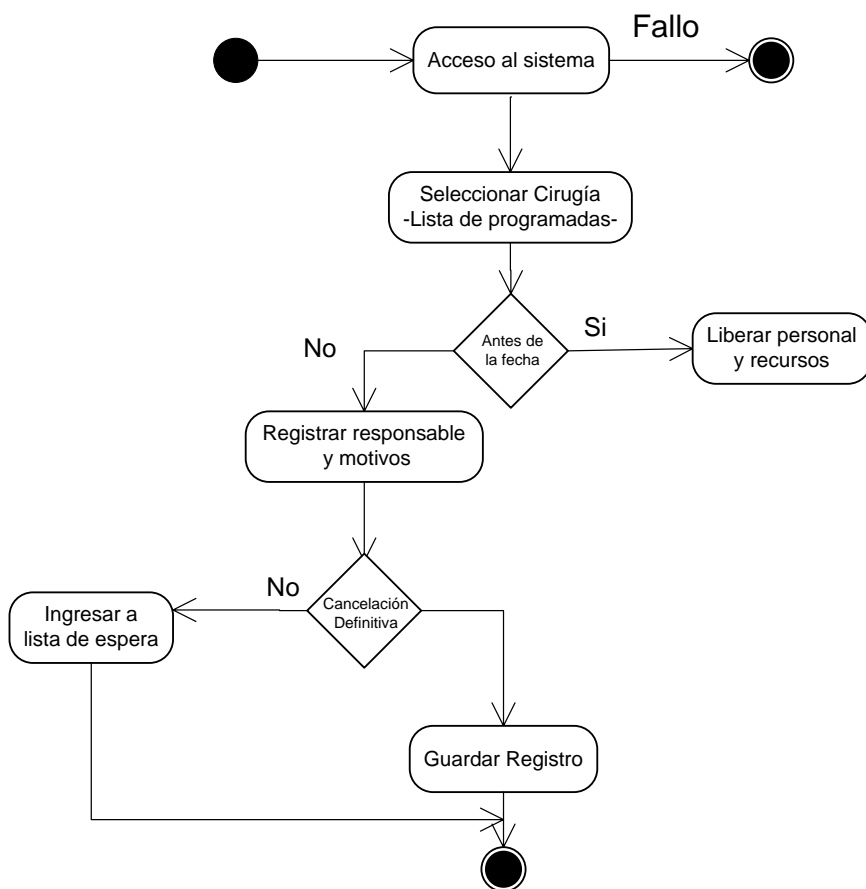 Fallo
Acceso al sistema
Seleccionar Cirugía
-Lista de programadas-
Antes de
la fecha
Si
No
Liberar personal
y recursos
Registrar responsable
y motivos
Cancelación
Definitiva
No
Ingresar a
lista de espera
Guardar Registro